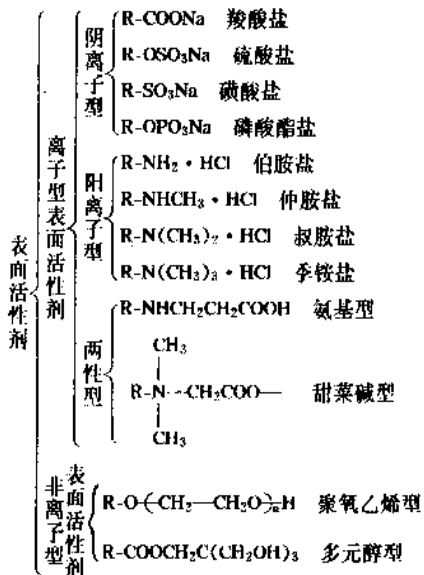 表面活性剂
离子型表面活性剂
阴离子型
R-COONa 羧酸盐
R-OSO₃Na 硫酸盐
R-SO₃Na 磺酸盐
R-OPO₃Na 磷酸酯盐
阳离子型
R-NH₂·HCl 伯胺盐
R-NHCH₃·HCl 仲胺盐
R-N(CH₃)₂·HCl 叔胺盐
R-N(CH₃)₃·HCl 季铵盐
两性型
R-NHCH₂CH₂COOH 氨基型
CH₃
R-N--CH₂COO— 甜菜碱型
CH₃
非离子型表面活性剂
R-O(CH₂—CH₂O)ₙH 聚氧乙烯型
R-COOCH₂C(CH₂OH)₃ 多元醇型